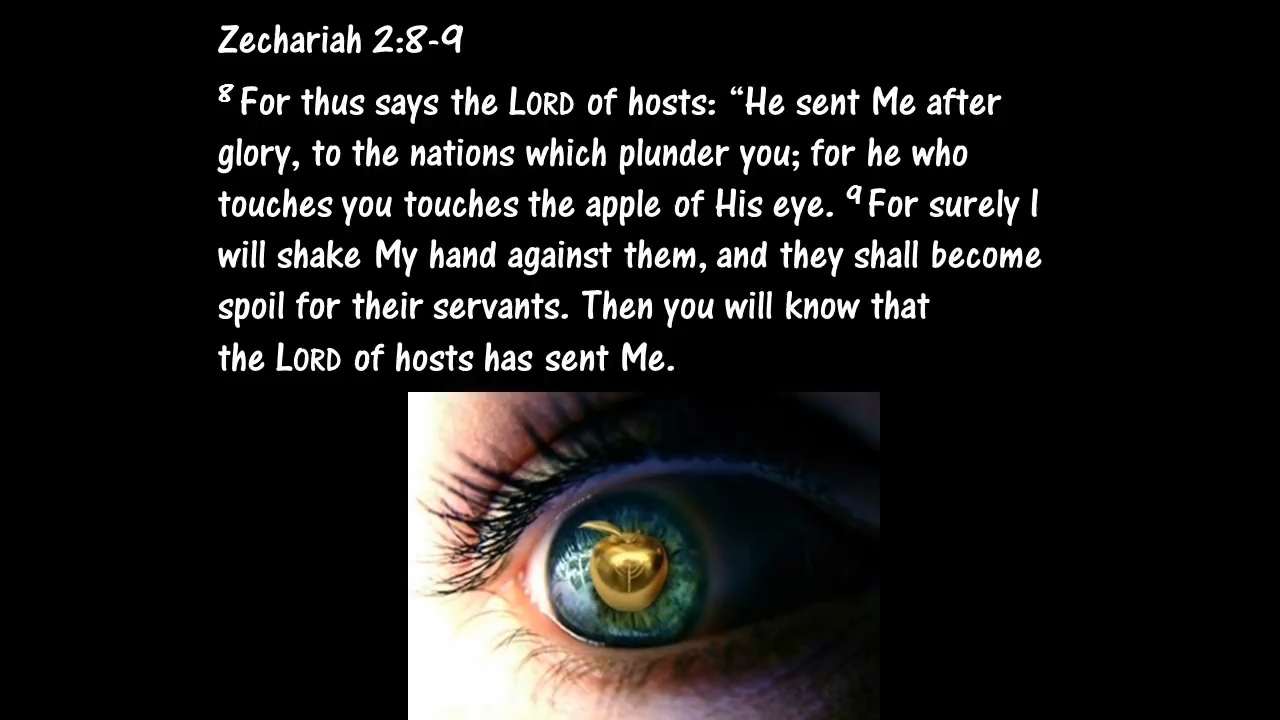 Zechariah 2:8-9
8 For thus says the LORD of hosts: “He sent Me after
glory, to the nations which plunder you; for he who
touches you touches the apple of His eye. 9 For surely I
will shake My hand against them, and they shall become
spoil for their servants. Then you will know that
the LORD of hosts has sent Me.